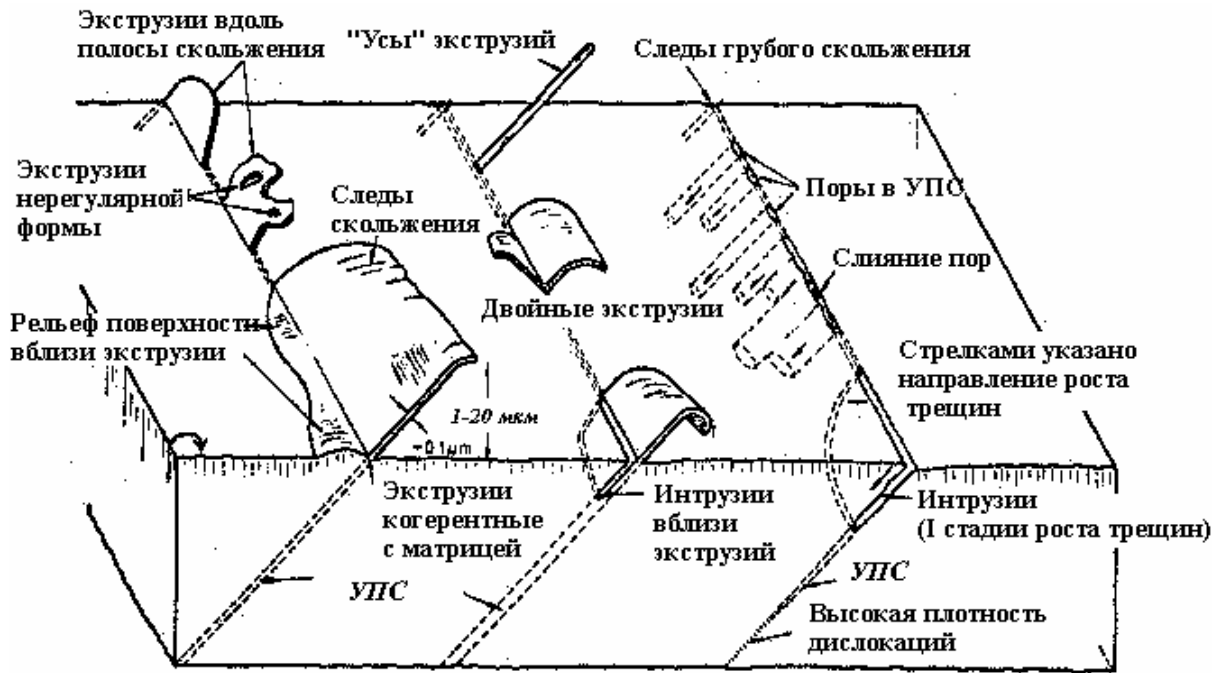 Экструзии вдоль
полосы скольжения
"Усы" экструзий
Следы грубого скольжения
Экструзии
нерегулярной
формы
Следы
скольжения
Поры в УПС
Слияние пор
Двойные экструзии
Рельеф поверхности
вблизи экструзии
Стрелками указано
направление роста
трещин
1-20 мкм
~0.1μm
Экструзии
когерентные
с матрицей
Интрузии
вблизи
экструзий
Интрузии
(I стадии роста трещин)
УПС
УПС
Высокая плотность
дислокаций